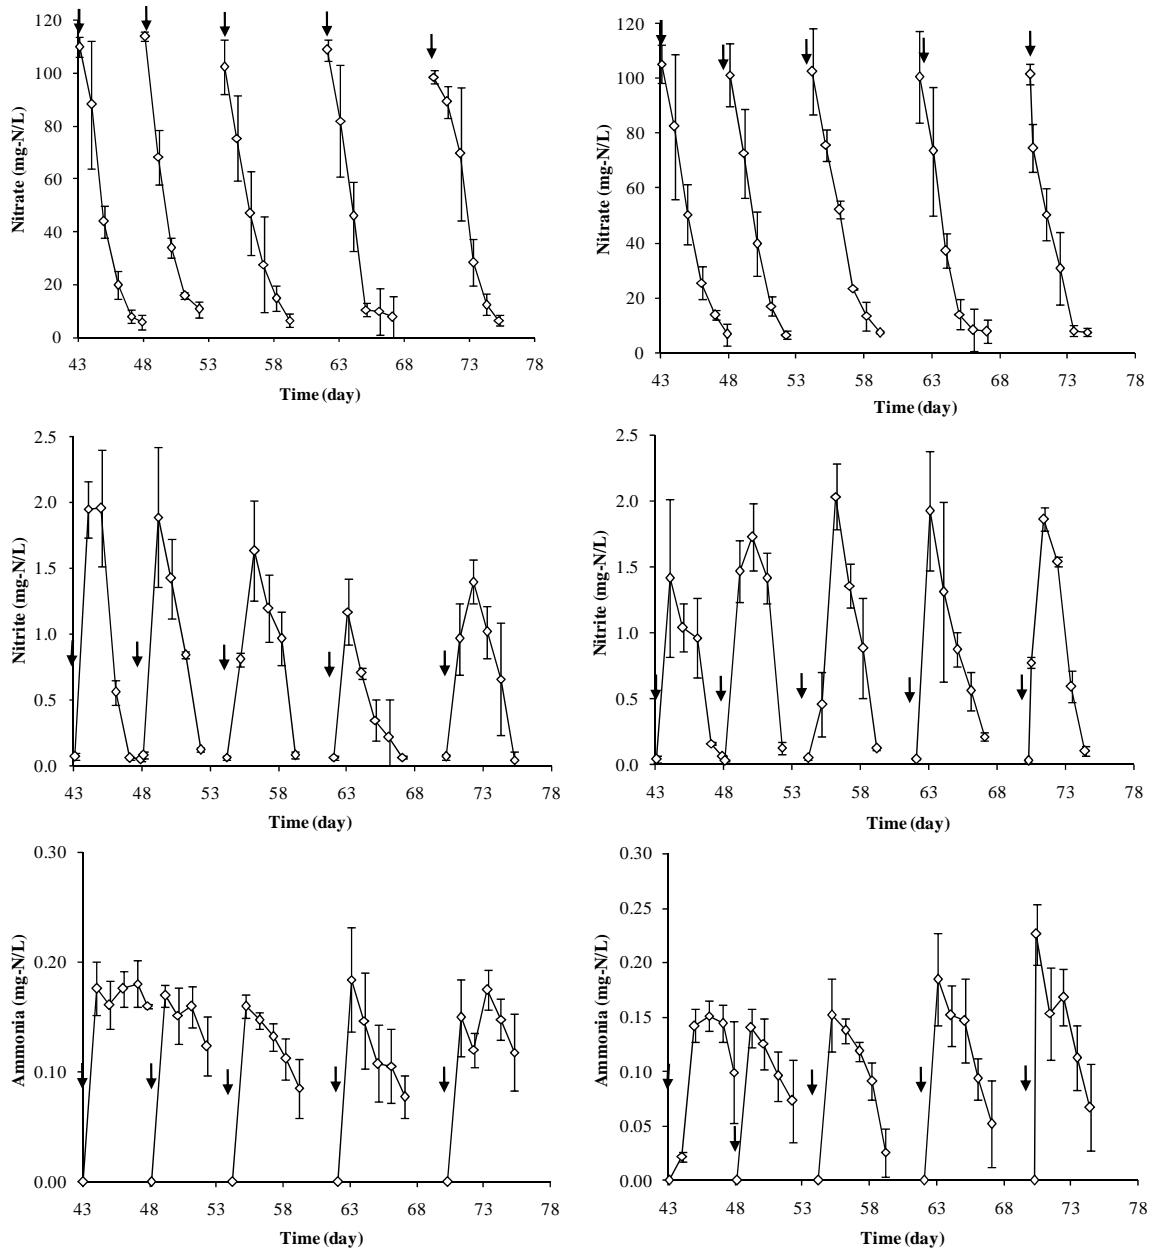 Nitrate (mg-N/L)
120
100
80
60
40
20
0
43 48 53 58 63 68 73 78
Time (day)
Nitrate (mg-N/L)
120
100
80
60
40
20
0
43 48 53 58 63 68 73 78
Time (day)
Nitrite (mg-N/L)
2.5
2.0
1.5
1.0
0.5
0.0
43 48 53 58 63 68 73 78
Time (day)
Nitrite (mg-N/L)
2.5
2.0
1.5
1.0
0.5
0.0
43 48 53 58 63 68 73 78
Time (day)
Ammonia (mg-N/L)
0.30
0.20
0.10
0.00
43 48 53 58 63 68 73 78
Time (day)
Ammonia (mg-N/L)
0.30
0.25
0.20
0.15
0.10
0.05
0.00
43 48 53 58 63 68 73 78
Time (day)